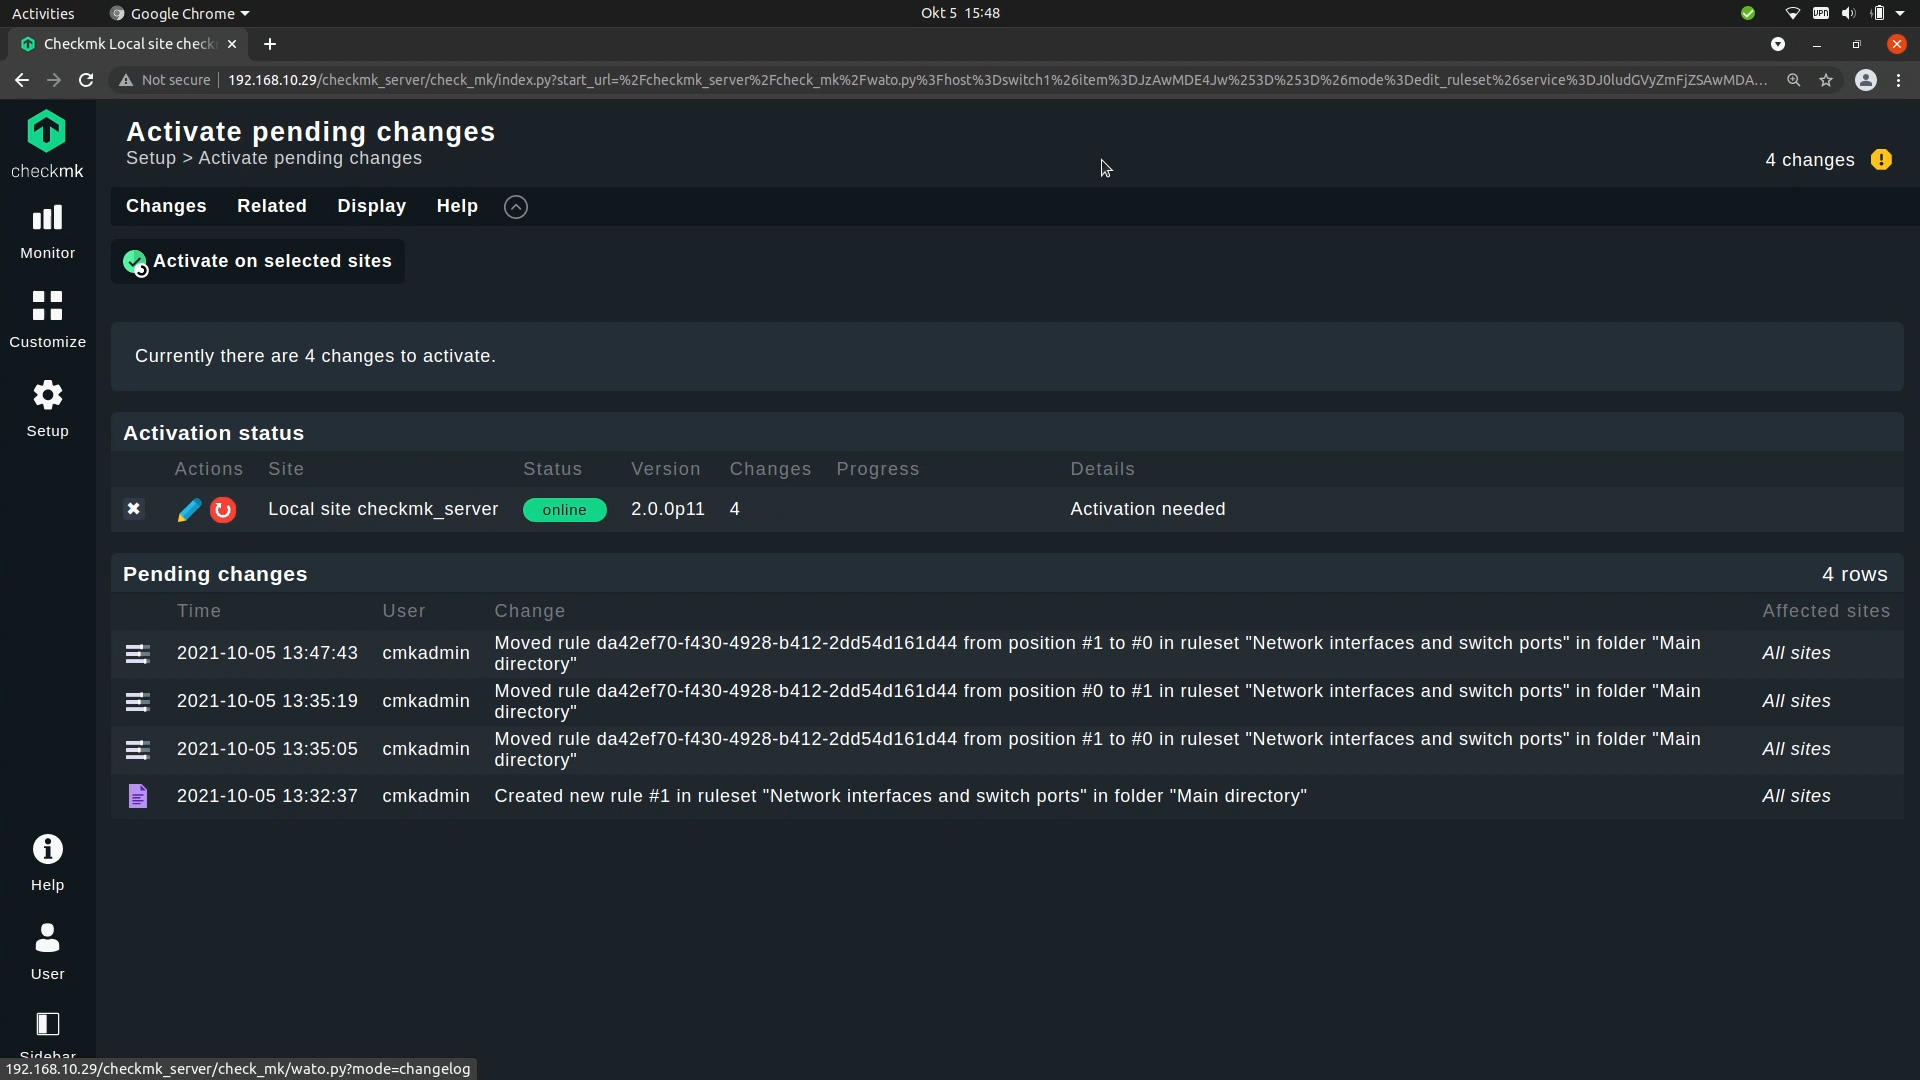 Activities
Google Chrome
Okt 5 15:48
VPN
Checkmk Local site check
Not secure
192.168.10.29/checkmk_server/check_mk/index.py?start_url=%2Fcheckmk_server%2Fcheck_mk%2Fwato.py%3Fhost%3Dswitch1%26item%3DJzAwMDE4Jw%253D%253D%26mode%3Dedit_ruleset%26service%3DJ0ludGVyZmFjZSAwMDA...
checkmk
Monitor
Customize
Setup
Activate pending changes
Setup > Activate pending changes
4 changes
Changes Related Display Help
Activate on selected sites
Currently there are 4 changes to activate.
Activation status
Actions Site Status Version Changes Progress Details
Local site checkmk_server online 2.0.0p11 4 Activation needed
Pending changes 4 rows
Time User Change Affected sites
2021-10-05 13:47:43 cmkadmin Moved rule da42ef70-f430-4928-b412-2dd54d161d44 from position #1 to #0 in ruleset "Network interfaces and switch ports" in folder "Main
directory" All sites
2021-10-05 13:35:19 cmkadmin Moved rule da42ef70-f430-4928-b412-2dd54d161d44 from position #0 to #1 in ruleset "Network interfaces and switch ports" in folder "Main
directory" All sites
2021-10-05 13:35:05 cmkadmin Moved rule da42ef70-f430-4928-b412-2dd54d161d44 from position #1 to #0 in ruleset "Network interfaces and switch ports" in folder "Main
directory" All sites
2021-10-05 13:32:37 cmkadmin Created new rule #1 in ruleset "Network interfaces and switch ports" in folder "Main directory" All sites
Help
User
Sidebar
192.168.10.29/checkmk_server/check_mk/wato.py?mode=changelog